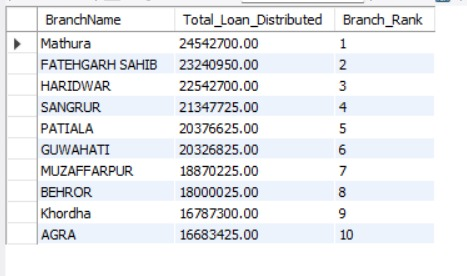 BranchName Total_Loan_Distributed Branch_Rank
Mathura 24542700.00 1
FATEHGARH SAHIB 23240950.00 2
HARIDWAR 22542700.00 3
SANGRUR 21347725.00 4
PATIALA 20376625.00 5
GUWAHATI 20326825.00 6
MUZAFFARPUR 18870225.00 7
BEHROR 18000025.00 8
Khordha 16787300.00 9
AGRA 16683425.00 10